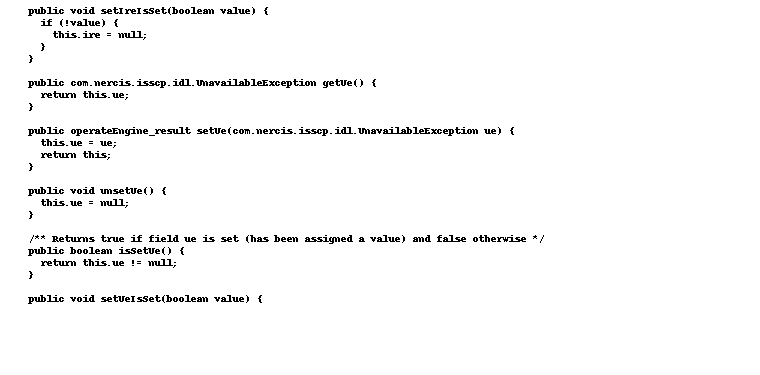 public void setIreIsSet(boolean value) {
if (!value) {
this.ire = null;
}
}
public com.nercis.isscp.idl.UnavailableException getUe() {
return this.ue;
}
public operateEngine_result setUe(com.nercis.isscp.idl.UnavailableException ue) {
this.ue = ue;
return this;
}
public void unsetUe() {
this.ue = null;
}
/** Returns true if field ue is set (has been assigned a value) and false otherwise */
public boolean isSetUe() {
return this.ue != null;
}
public void setUeIsSet(boolean value) {